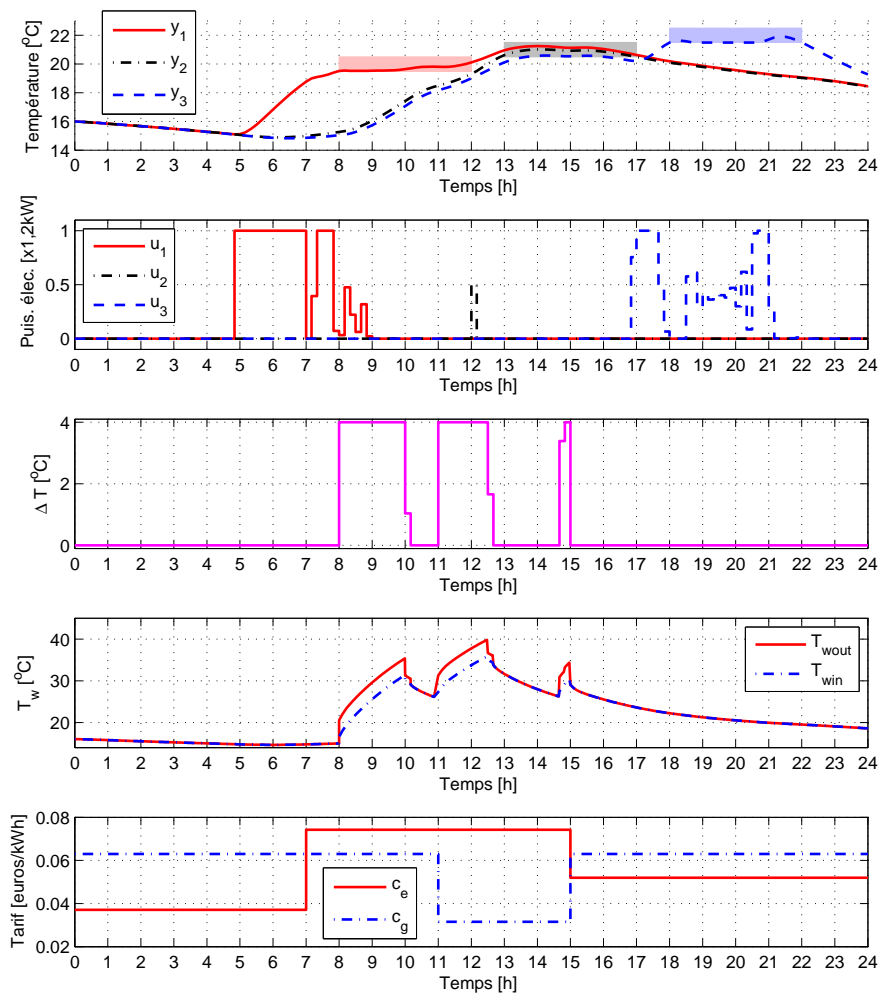 Température [°C]
22
20
18
16
14
y1
y2
y3
0 1 2 3 4 5 6 7 8 9 10 11 12 13 14 15 16 17 18 19 20 21 22 23 24
Temps [h]
Puis. élec. [x1,2kW]
1
0.5
0
u1
u2
u3
0 1 2 3 4 5 6 7 8 9 10 11 12 13 14 15 16 17 18 19 20 21 22 23 24
Temps [h]
Δ T [°C]
4
2
0
0 1 2 3 4 5 6 7 8 9 10 11 12 13 14 15 16 17 18 19 20 21 22 23 24
Temps [h]
Tw [°C]
40
30
20
Twout
Twin
0 1 2 3 4 5 6 7 8 9 10 11 12 13 14 15 16 17 18 19 20 21 22 23 24
Temps [h]
Tarif [euros/kWh]
0.08
0.06
0.04
0.02
ce
cg
0 1 2 3 4 5 6 7 8 9 10 11 12 13 14 15 16 17 18 19 20 21 22 23 24
Temps [h]